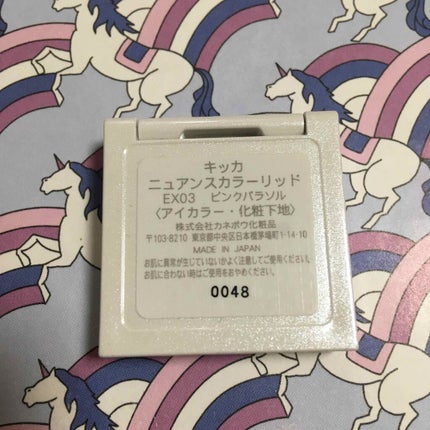 キッカ
ニュアンスカラーリッド
EX03 ピンクパラソル
〈アイカラー・化粧下地〉
株式会社カネボウ化粧品
〒103-8210 東京都中央区日本橋茅場町1-14-10
MADE IN JAPAN
お肌に異常が生じていないかよく注意してご使用ください。
お肌に合わない時はご使用をおやめください。
0048